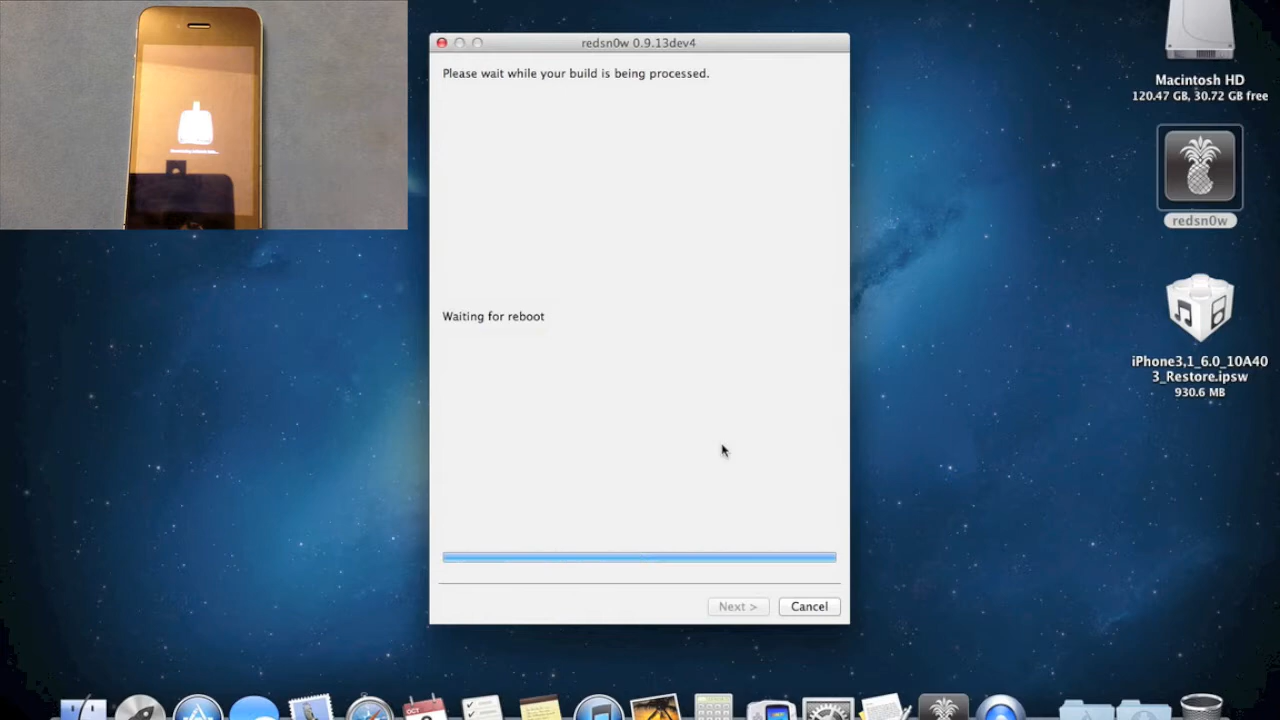 redsn0w 0.9.13dev4
Please wait while your build is being processed.
Waiting for reboot
Next >
Cancel
Macintosh HD
120.47 GB, 30.72 GB free
redsn0w
iPhone3,1_6.0_10A40
3_Restore.ipsw
930.6 MB
OCT